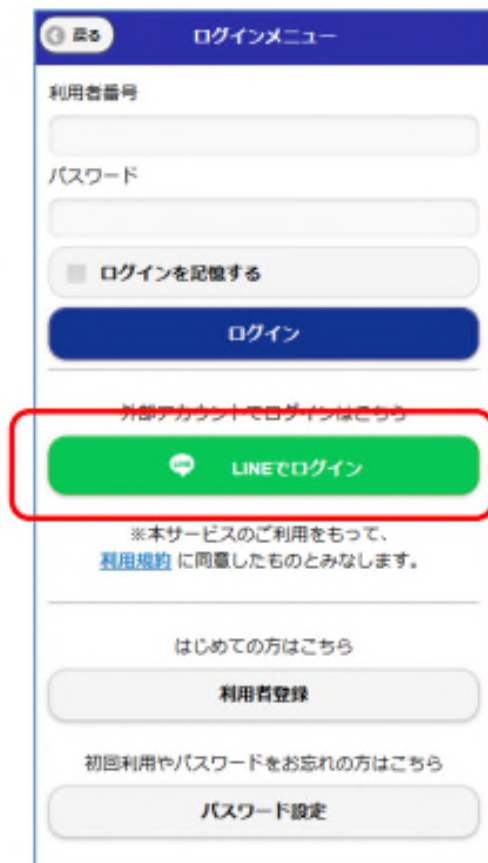 戻る
ログインメニュー
利用者番号
パスワード
ログインを記憶する
ログイン
外部アカウントでログインはこちら
LINE LINEでログイン
※本サービスのご利用をもって、
利用規約 に同意したものとみなします。
はじめての方はこちら
利用者登録
初回利用やパスワードをお忘れの方はこちら
パスワード設定